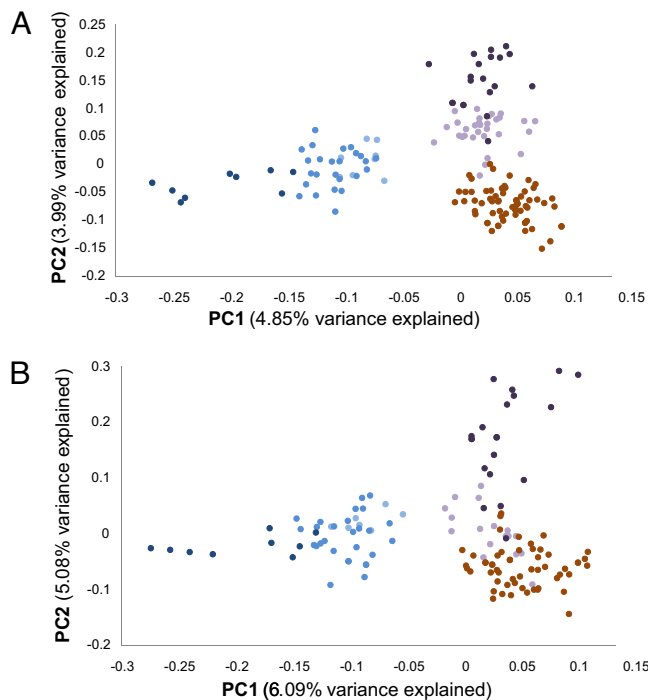 A
0.25
0.2
0.15
0.1
0.05
0
-0.05
-0.1
-0.15
-0.2
PC2 (3.99% variance explained)
-0.3 -0.25 -0.2 -0.15 -0.1 -0.05 0 0.05 0.1 0.15
PC1 (4.85% variance explained)
B
0.3
0.2
0.1
0
-0.1
-0.2
PC2 (5.08% variance explained)
-0.3 -0.25 -0.2 -0.15 -0.1 -0.05 0 0.05 0.1 0.15
PC1 (6.09% variance explained)